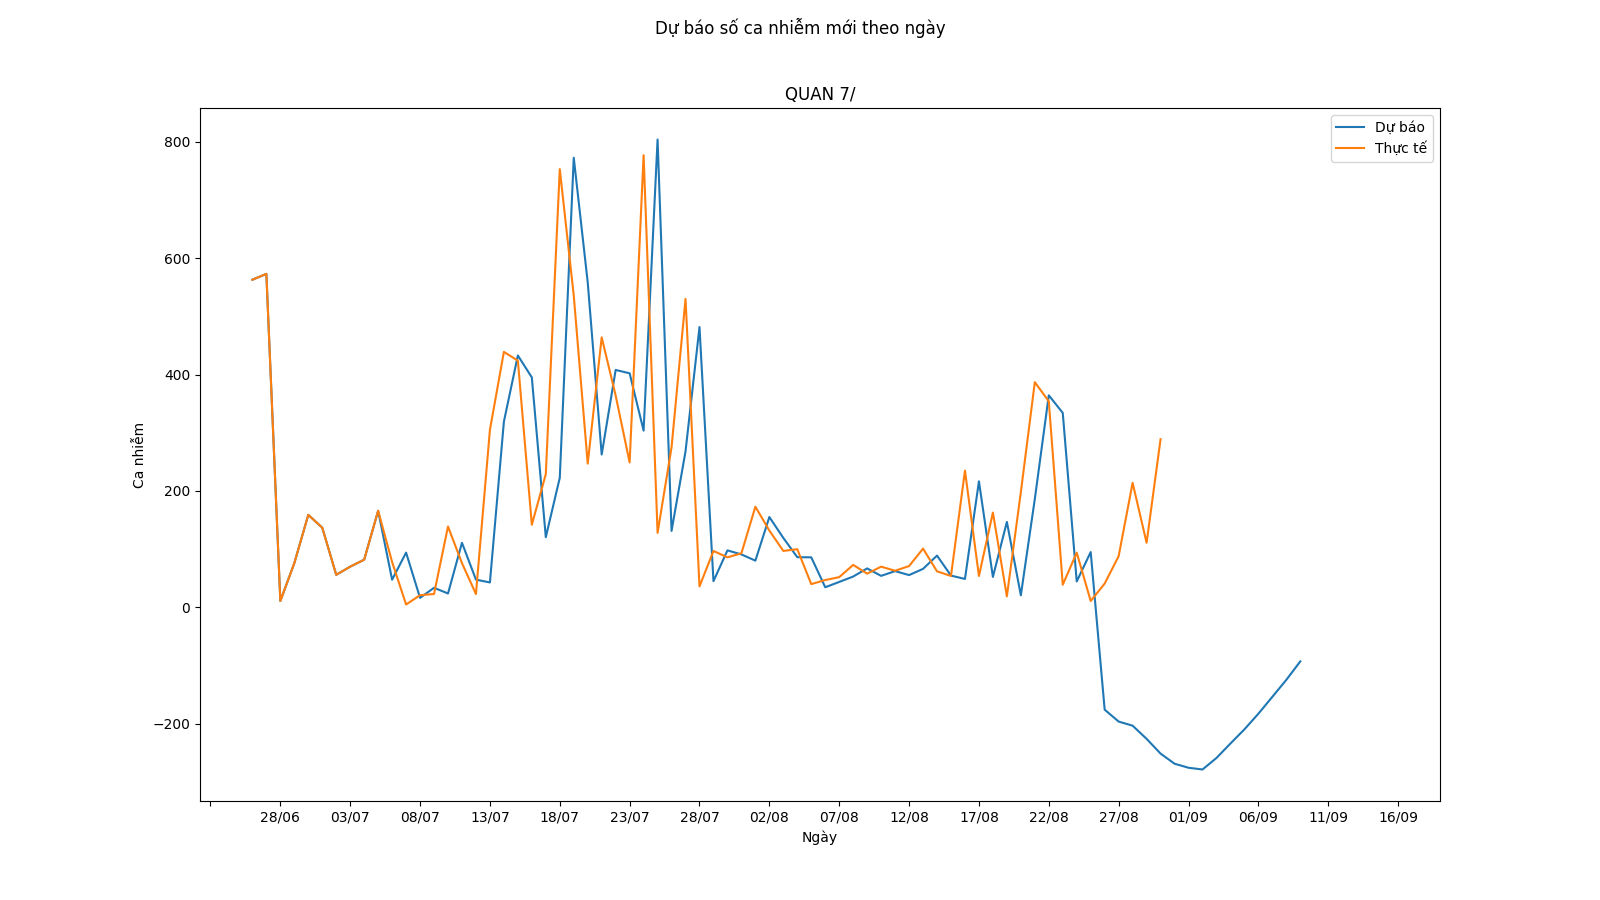 Dự báo số ca nhiễm mới theo ngày
QUAN 7/
Dự báo
Thực tế
Ca nhiễm
800
600
400
200
0
−200
28/06 03/07 08/07 13/07 18/07 23/07 28/07 02/08 07/08 12/08 17/08 22/08 27/08 01/09 06/09 11/09 16/09
Ngày